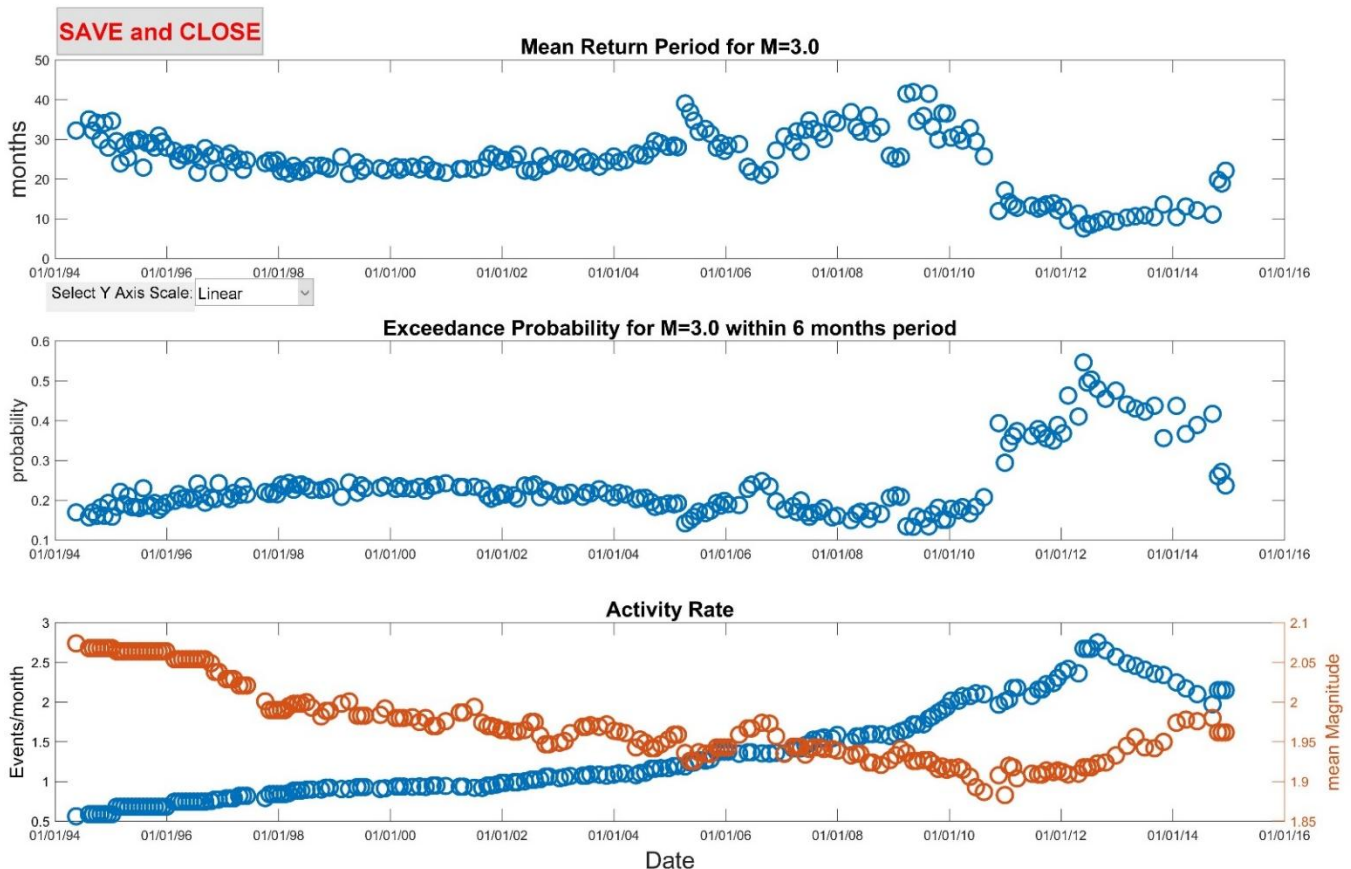 SAVE and CLOSE
Mean Return Period for M=3.0
months
50
40
30
20
10
0
01/01/94 01/01/96 01/01/98 01/01/00 01/01/02 01/01/04 01/01/06 01/01/08 01/01/10 01/01/12 01/01/14 01/01/16
Select Y Axis Scale: Linear
Exceedance Probability for M=3.0 within 6 months period
probability
0.6
0.5
0.4
0.3
0.2
0.1
01/01/94 01/01/96 01/01/98 01/01/00 01/01/02 01/01/04 01/01/06 01/01/08 01/01/10 01/01/12 01/01/14 01/01/16
Activity Rate
Events/month
3
2.5
2
1.5
1
0.5
2.1
2.05
2
1.95
1.9
1.85
mean Magnitude
01/01/94 01/01/96 01/01/98 01/01/00 01/01/02 01/01/04 01/01/06 01/01/08 01/01/10 01/01/12 01/01/14 01/01/16
Date